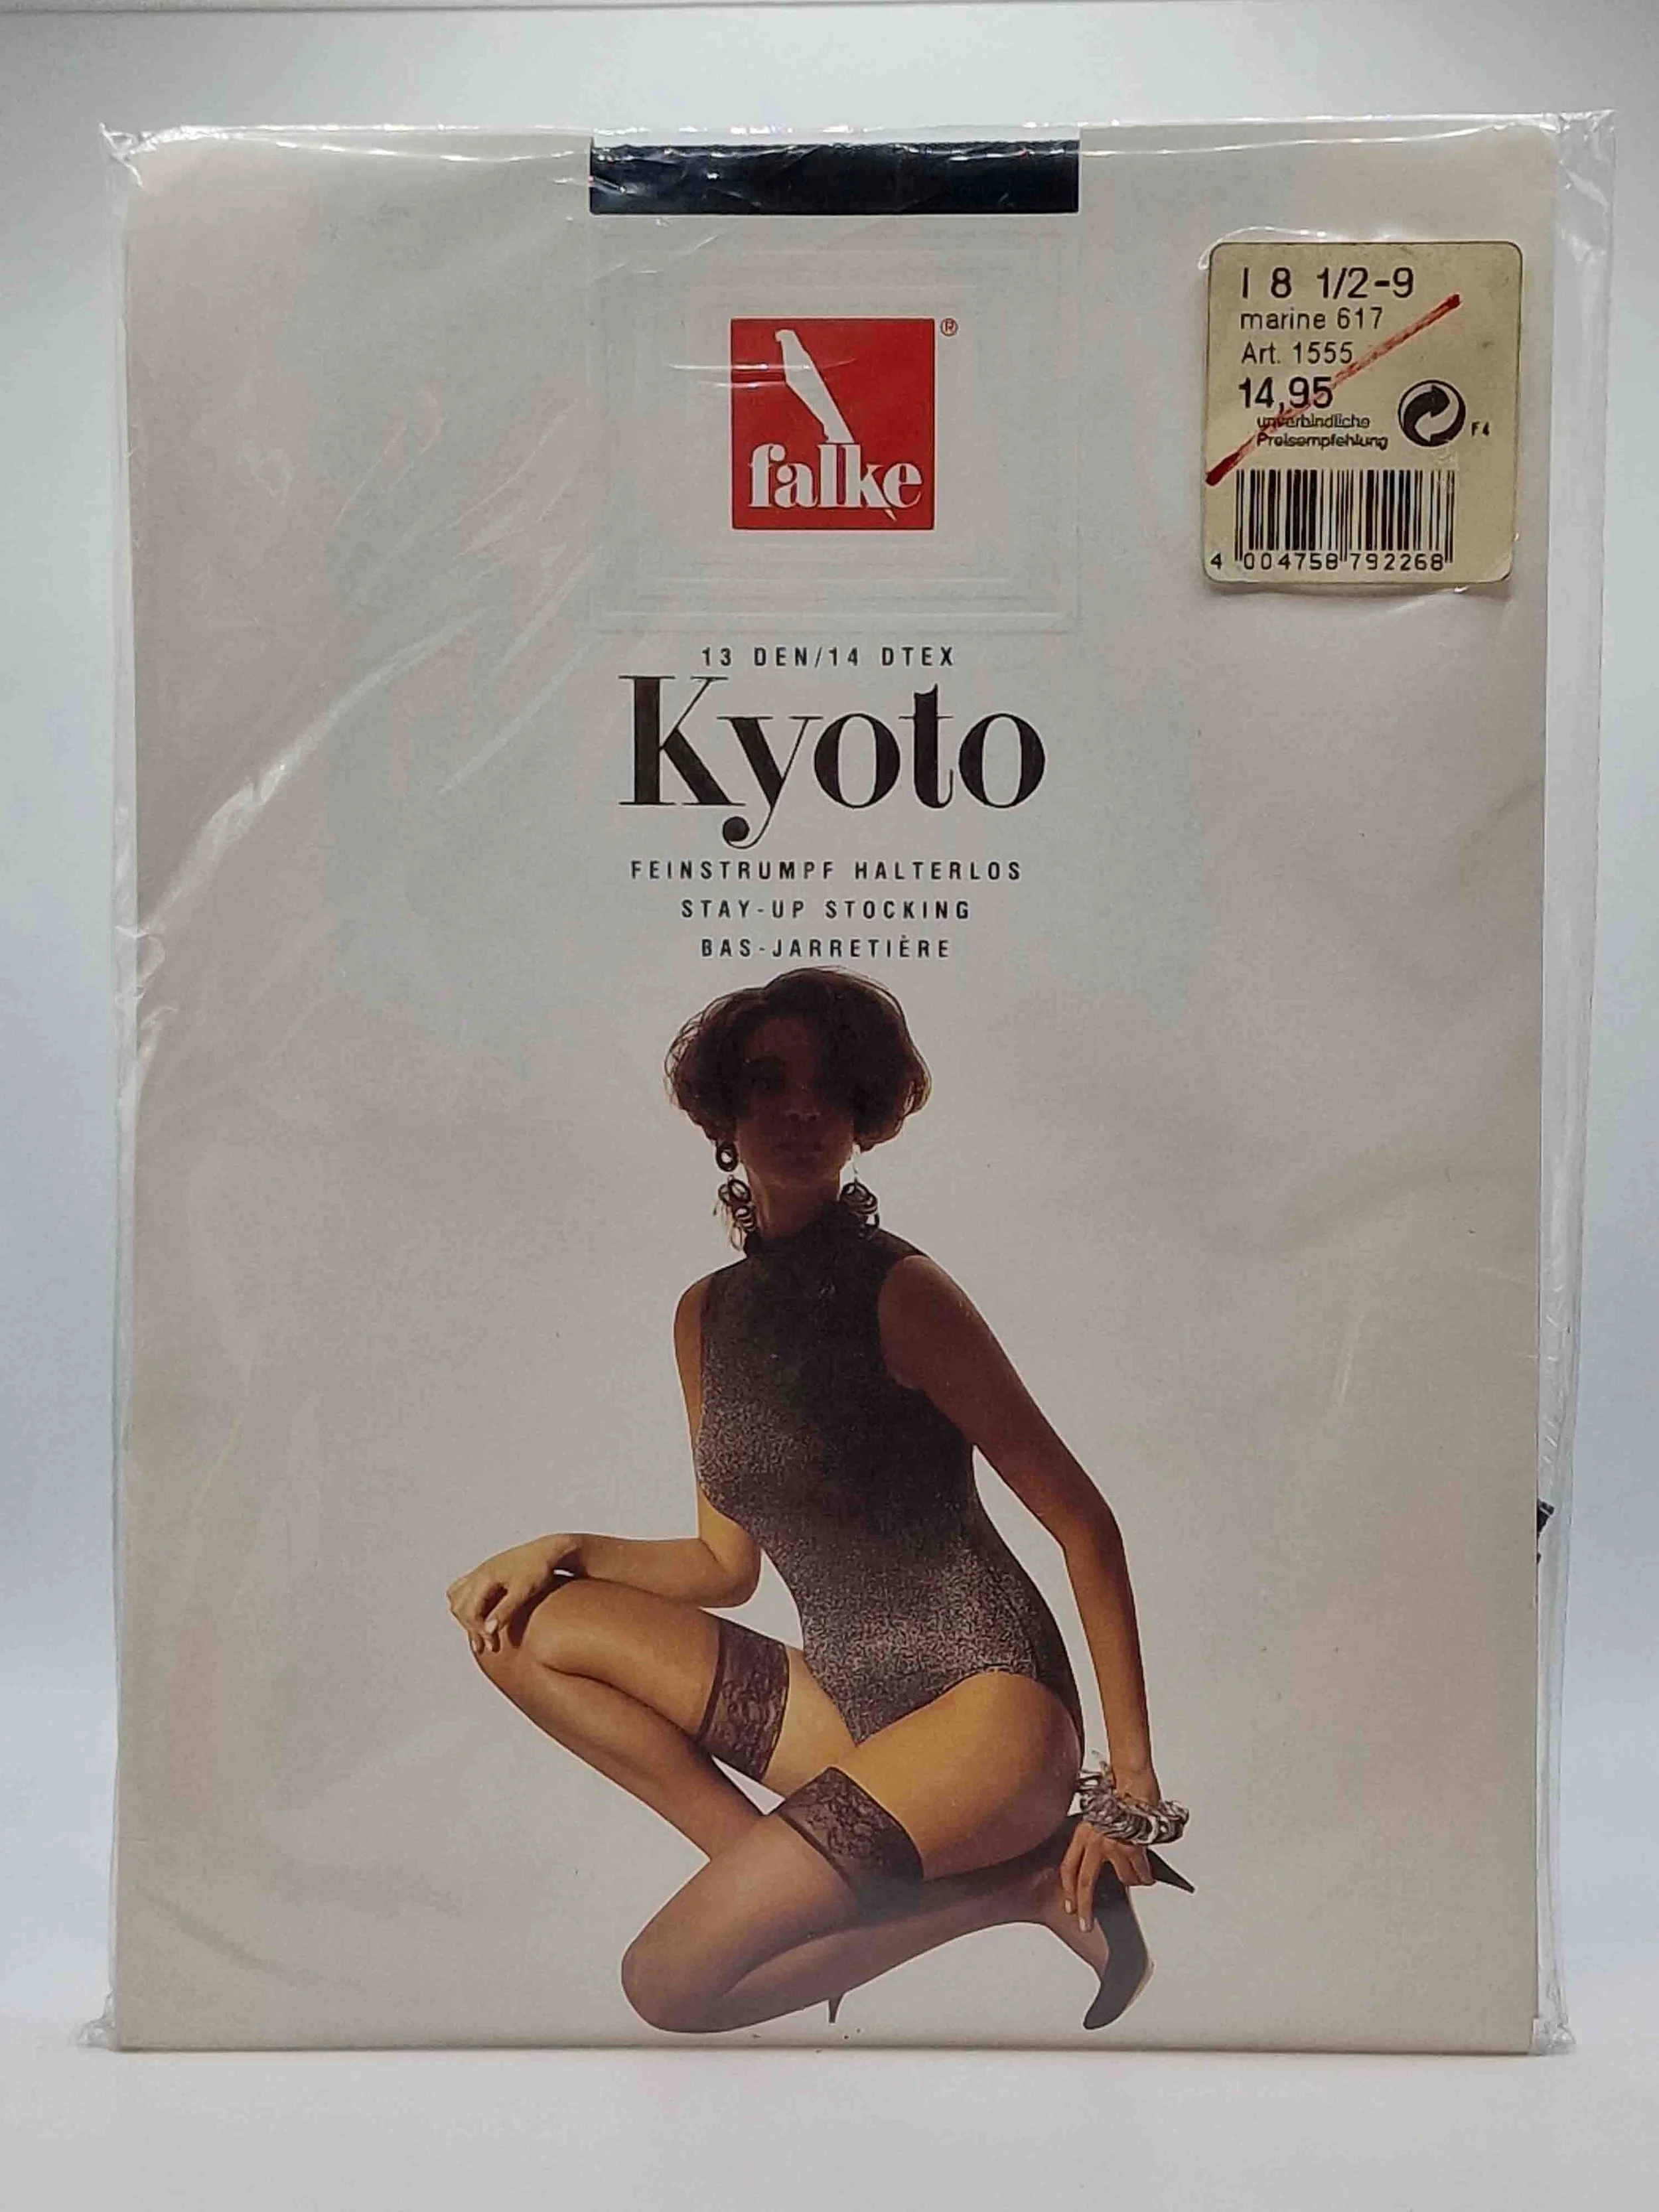 I 8 1/2-9
marine 617
Art. 1555
14,95
unverbindliche
Preisempfehlung
F4
4 004758 792268
falke ®
13 DEN/14 DTEX
Kyoto
FEINSTRUMPF HALTERLOS
STAY-UP STOCKING
BAS-JARRETIÈRE